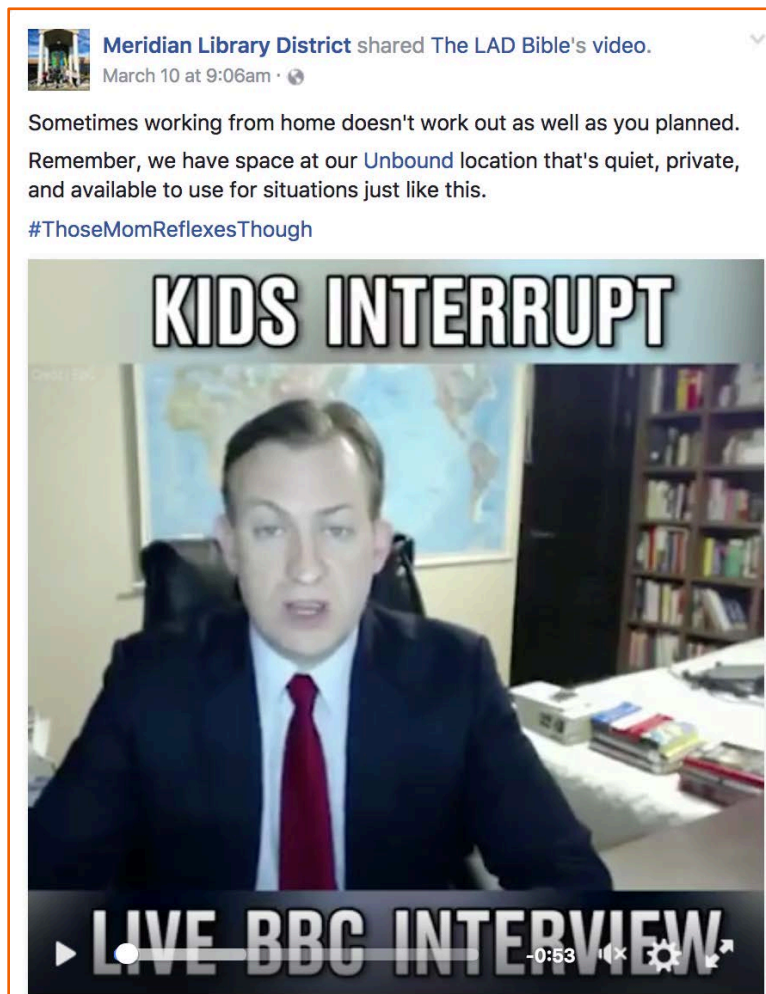 Meridian Library District shared The LAD Bible's video.
March 10 at 9:06am ·
Sometimes working from home doesn't work out as well as you planned.
Remember, we have space at our Unbound location that's quiet, private,
and available to use for situations just like this.
#ThoseMomReflexesThough
KIDS INTERRUPT
LIVE BBC INTERVIEW
-0:53